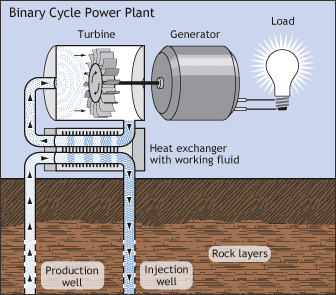 Binary Cycle Power Plant
Turbine
Generator
Load
Heat exchanger
with working fluid
Rock layers
Production
well
Injection
well